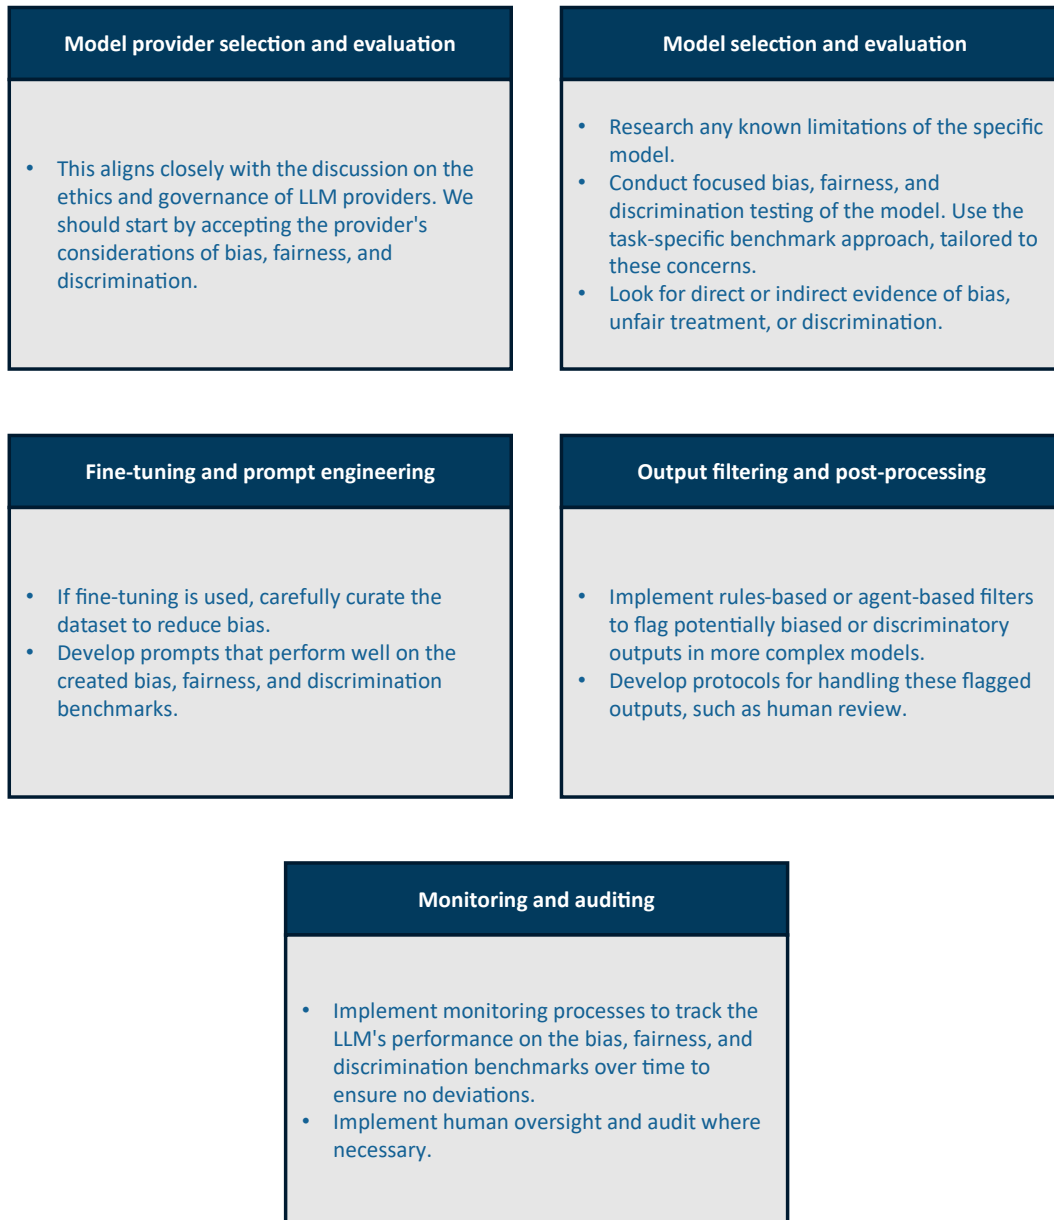 Model provider selection and evaluation
• This aligns closely with the discussion on the
ethics and governance of LLM providers. We
should start by accepting the provider's
considerations of bias, fairness, and
discrimination.
Model selection and evaluation
• Research any known limitations of the specific
model.
• Conduct focused bias, fairness, and
discrimination testing of the model. Use the
task-specific benchmark approach, tailored to
these concerns.
• Look for direct or indirect evidence of bias,
unfair treatment, or discrimination.
Fine-tuning and prompt engineering
• If fine-tuning is used, carefully curate the
dataset to reduce bias.
• Develop prompts that perform well on the
created bias, fairness, and discrimination
benchmarks.
Output filtering and post-processing
• Implement rules-based or agent-based filters
to flag potentially biased or discriminatory
outputs in more complex models.
• Develop protocols for handling these flagged
outputs, such as human review.
Monitoring and auditing
• Implement monitoring processes to track the
LLM's performance on the bias, fairness, and
discrimination benchmarks over time to
ensure no deviations.
• Implement human oversight and audit where
necessary.